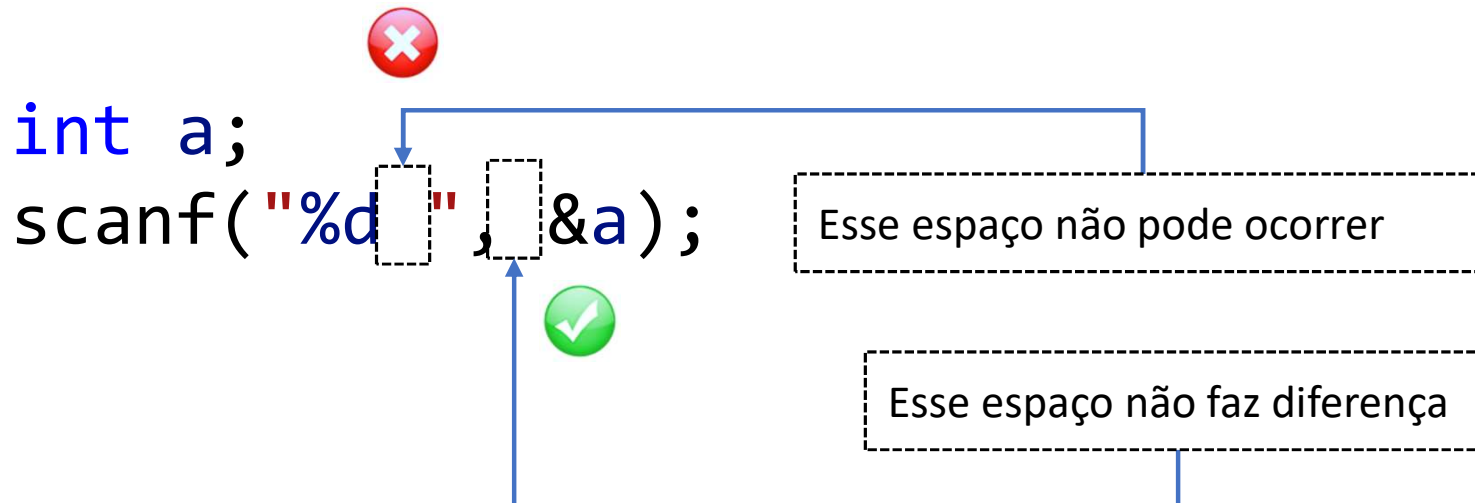 int a;
scanf("%d ", &a);
Esse espaço não pode ocorrer
Esse espaço não faz diferença